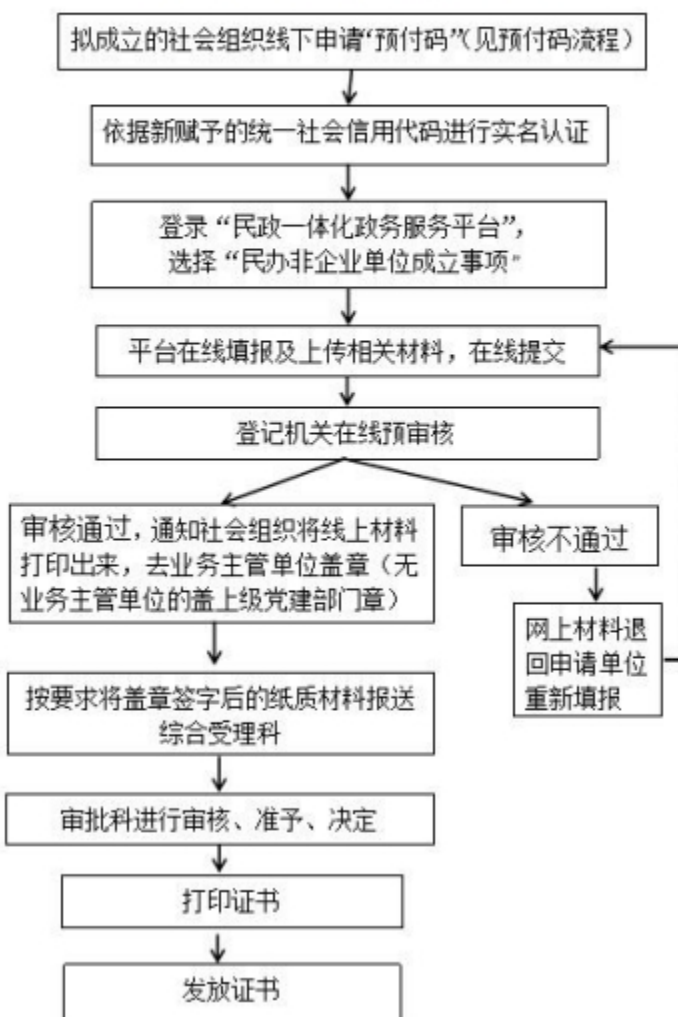 拟成立的社会组织线下申请“预付码”（见预付码流程）
依据新赋予的统一社会信用代码进行实名认证
登录“民政一体化政务服务平台”，
选择“民办非企业单位成立事项”
平台在线填报及上传相关材料，在线提交
登记机关在线预审核
审核通过，通知社会组织将线上材料
打印出来，去业务主管单位盖章（无
业务主管单位的盖上级党建部门章）
审核不通过
网上材料退
回申请单位
重新填报
按要求将盖章签字后的纸质材料报送
综合受理科
审批科进行审核、准予、决定
打印证书
发放证书